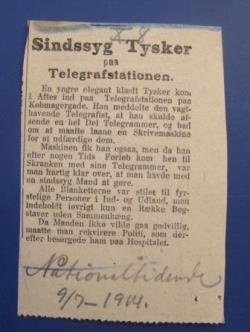 Sindssyg Tysker
paa
Telegrafstationen.
En yngre elegant klædt Tysker kom
i Aftes ind paa Telegrafstationen paa
Købmagergade. Han meddelte den vagt-
havende Telegrafist, at han skulde af-
sende en hel Del Telegrammer, og bad
om at maatte laane en Skrivemaskine
for at udfærdige dem.
Maskinen fik han ogsaa, men da han
efter nogen Tids Forløb kom hen til
Skranken med sine Telegrammer, var
man hurtig klar over, at man havde med
en sindssyg Mand at gøre.
Alle Blanketterne var stilet til fyr-
stelige Personer i Ind- og Udland, men
indeholdt iøvrigt kun en Række Bog-
staver uden Sammenhæng.
Da Manden ikke vilde gaa godvillig,
maatte man rekvirere Politi, som der-
efter besørgede ham paa Hospitalet.
Nationaltidende
9/7-1914.